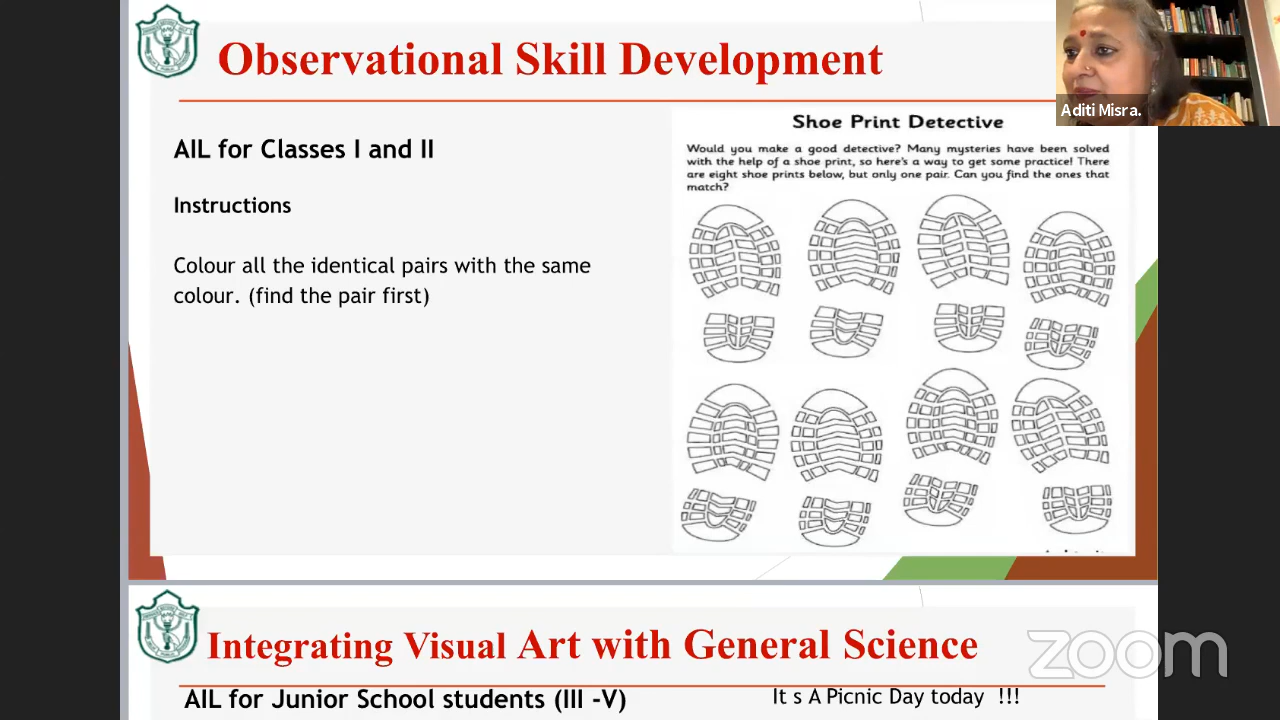 Observational Skill Development
Aditi Misra.
AIL for Classes I and II
Instructions
Colour all the identical pairs with the same
colour. (find the pair first)
Shoe Print Detective
Would you make a good detective? Many mysteries have been solved
with the help of a shoe print, so here's a way to get some practice! There
are eight shoe prints below, but only one pair. Can you find the ones that
match?
Integrating Visual Art with General Science
zoom
AIL for Junior School students (III -V)
It s A Picnic Day today !!!